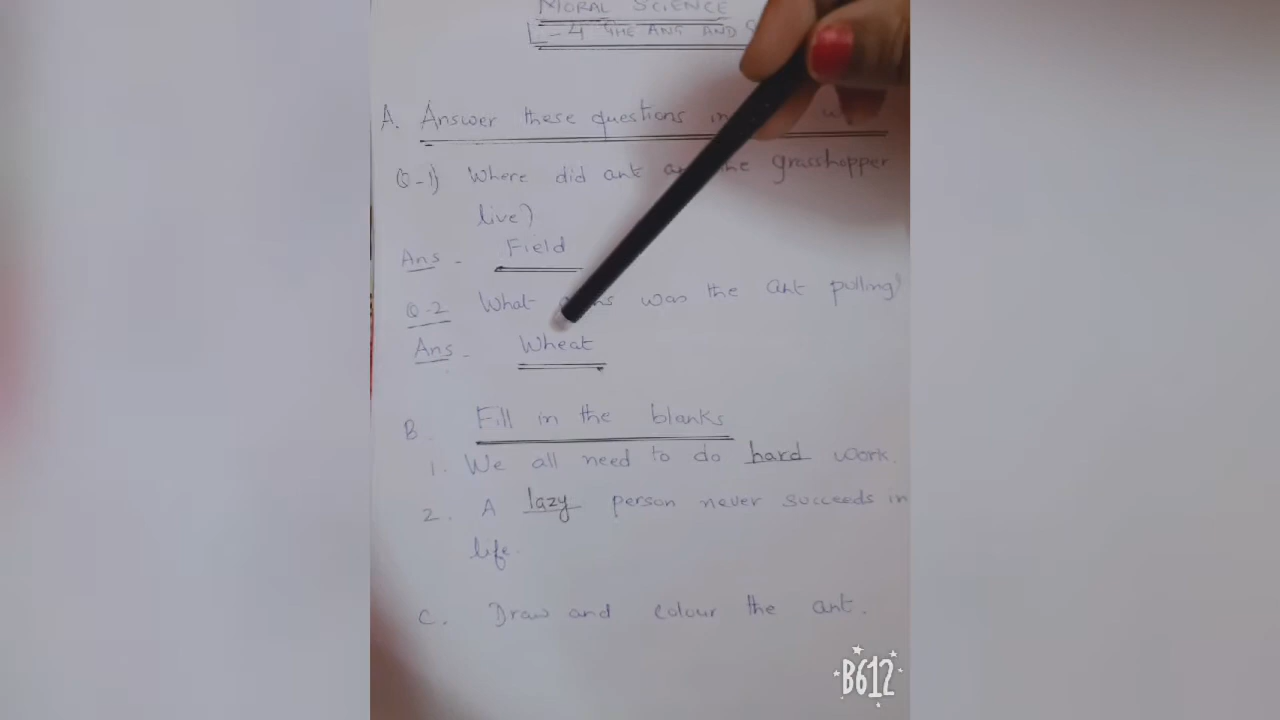 MORAL SCIENCE
L-4 THE ANT AND
A. Answer these questions in
Q-1) Where did ant grasshopper
live?
Ans - Field
Q.2 What was the ant pulling?
Ans - Wheat
B. Fill in the blanks
1. We all need to do hard work.
2. A lazy person never succeeds in
life.
C. Draw and colour the ant.
B612